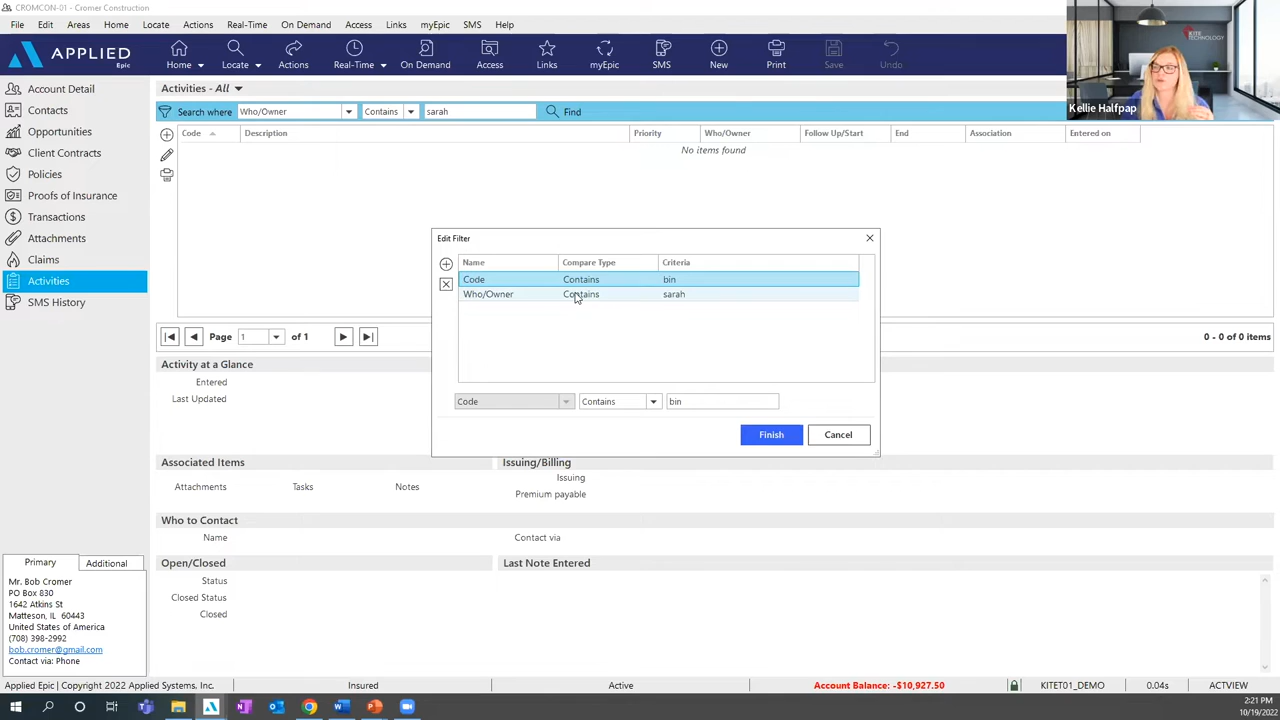 CROMCON-01 - Cromer Construction
File Edit Areas Home Locate Actions Real-Time On Demand Access Links myEpic SMS Help
APPLIED Epic
Home Locate Actions Real-Time On Demand Access Links myEpic SMS New Print Save Undo
KITE TECHNOLOGY
Kellie Halfpap
Account Detail
Contacts
Opportunities
Client Contracts
Policies
Proofs of Insurance
Transactions
Attachments
Claims
Activities
SMS History
Activities - All
Search where Who/Owner Contains sarah Find
Code Description Priority Who/Owner Follow Up/Start End Association Entered on
No items found
Edit Filter
Name Compare Type Criteria
Code Contains bin
Who/Owner Contains sarah
Code Contains bin
Finish Cancel
Page 1 of 1
0 - 0 of 0 items
Activity at a Glance
Entered
Last Updated
Associated Items
Attachments Tasks Notes
Issuing/Billing
Issuing
Premium payable
Who to Contact
Name Contact via
Open/Closed
Status
Closed Status
Closed
Last Note Entered
Primary Additional
Mr. Bob Cromer
PO Box 830
1642 Atkins St
Matteson, IL 60443
United States of America
(708) 398-2992
bob.cromer@gmail.com
Contact via: Phone
Applied Epic | Copyright 2022 Applied Systems, Inc. Insured Active Account Balance: -$10,927.50 KITET01_DEMO 0.04s ACTVIEW
2:21 PM
10/19/2022